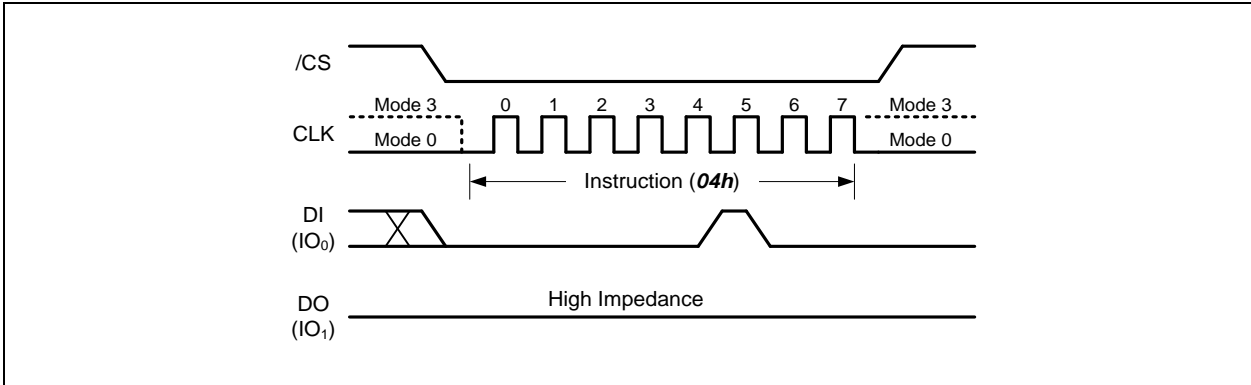 /CS
Mode 3 0 1 2 3 4 5 6 7 Mode 3
CLK
Mode 0 Mode 0
Instruction (04h)
DI
(IO₀)
High Impedance
DO
(IO₁)